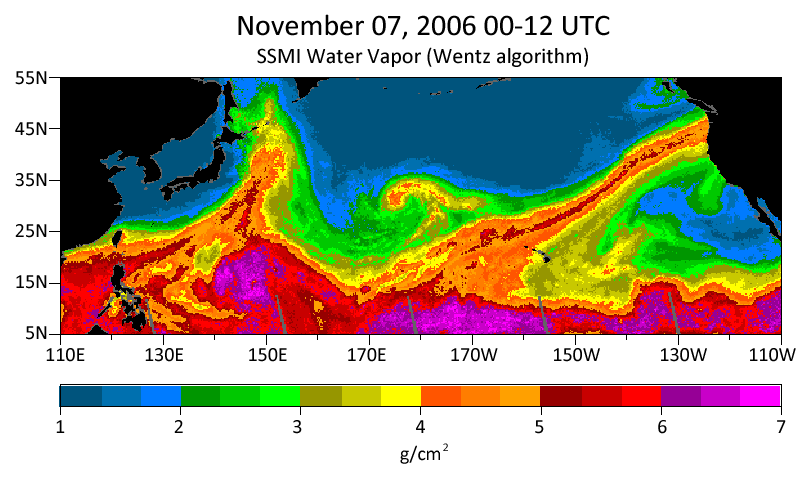 November 07, 2006 00-12 UTC
SSMI Water Vapor (Wentz algorithm)
55N
45N
35N
25N
15N
5N
110E 130E 150E 170E 170W 150W 130W 110W
1 2 3 4 5 6 7
g/cm²